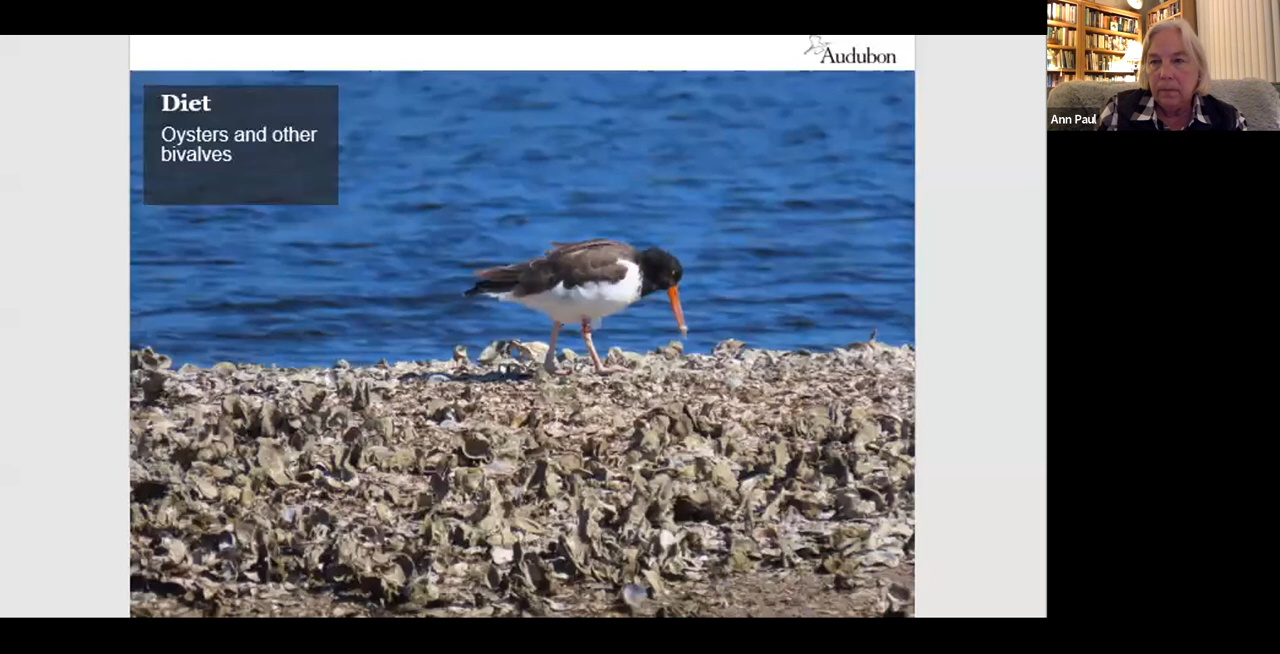 Audubon
Diet
Oysters and other
bivalves
Ann Paul